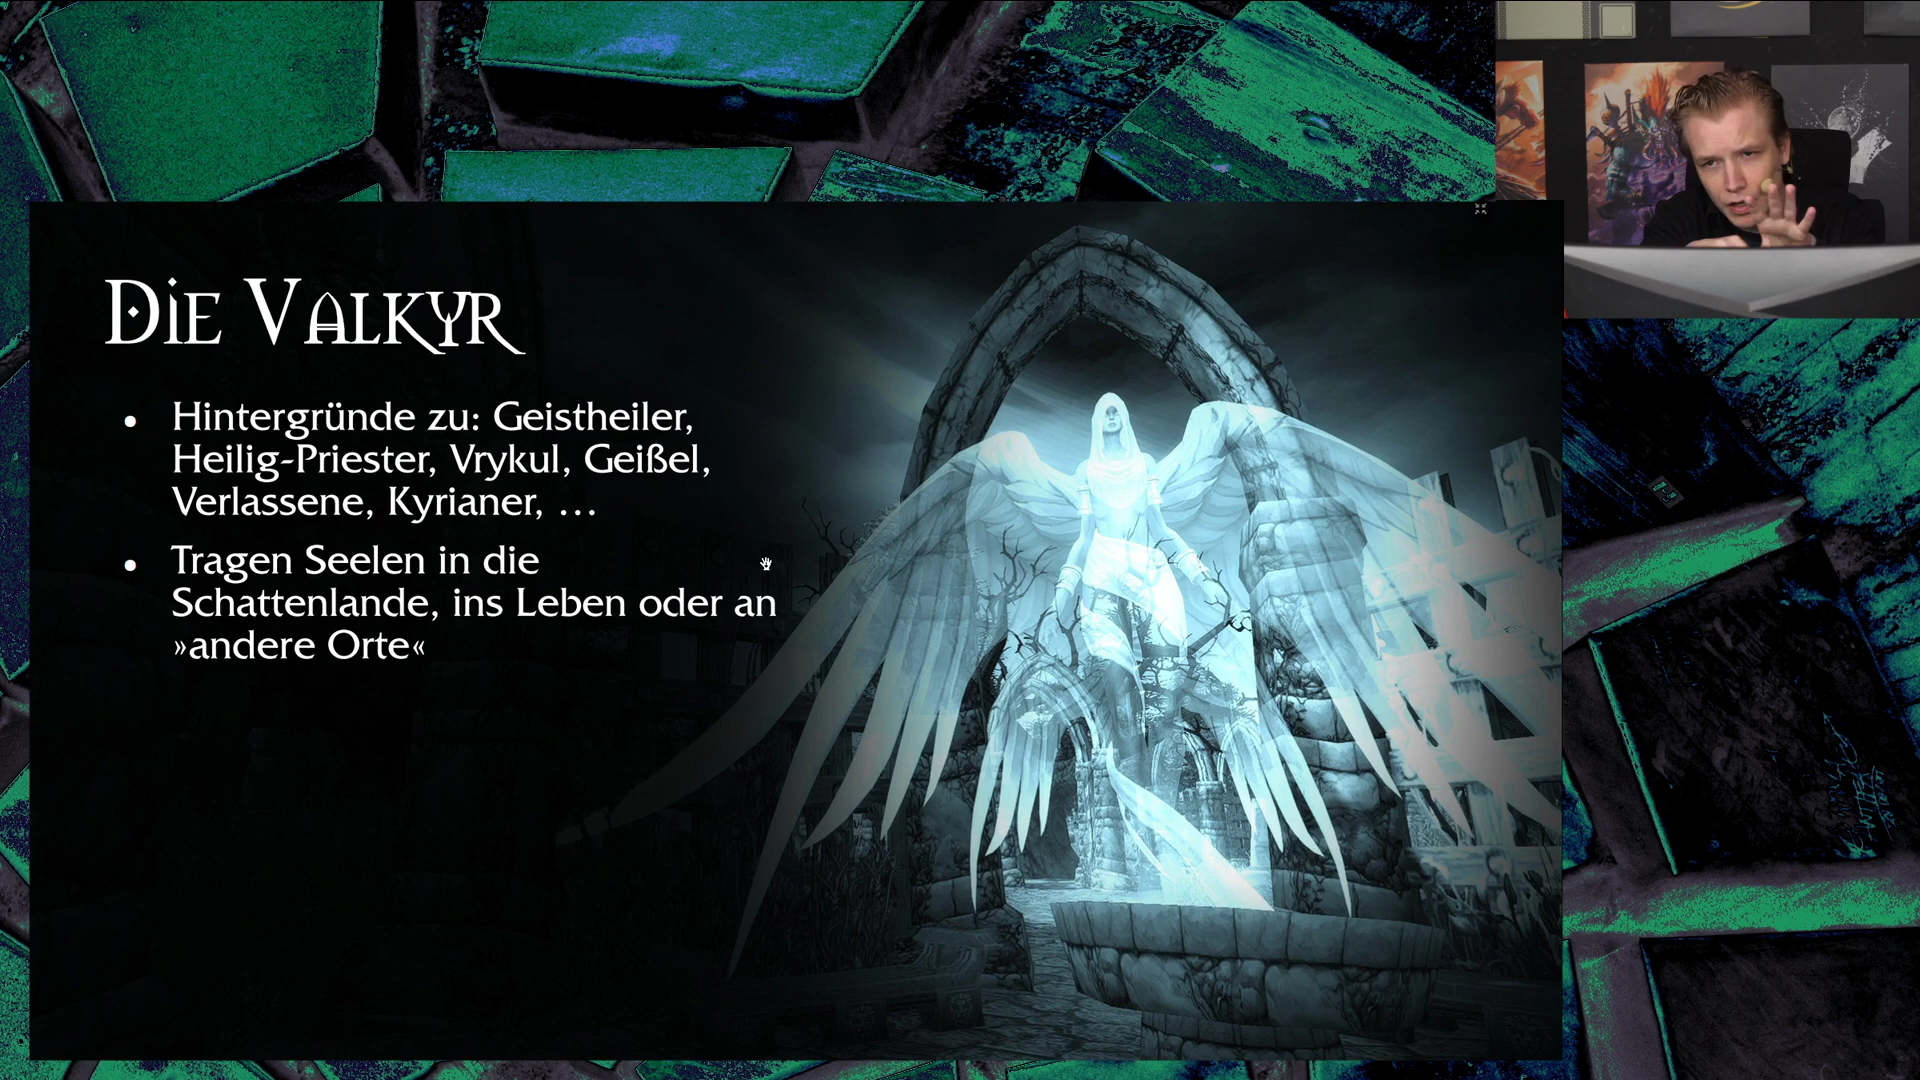 Die Valkyr
• Hintergründe zu: Geistheiler,
Heilig-Priester, Vrykul, Geißel,
Verlassene, Kyrianer, …
• Tragen Seelen in die
Schattenlande, ins Leben oder an
»andere Orte«